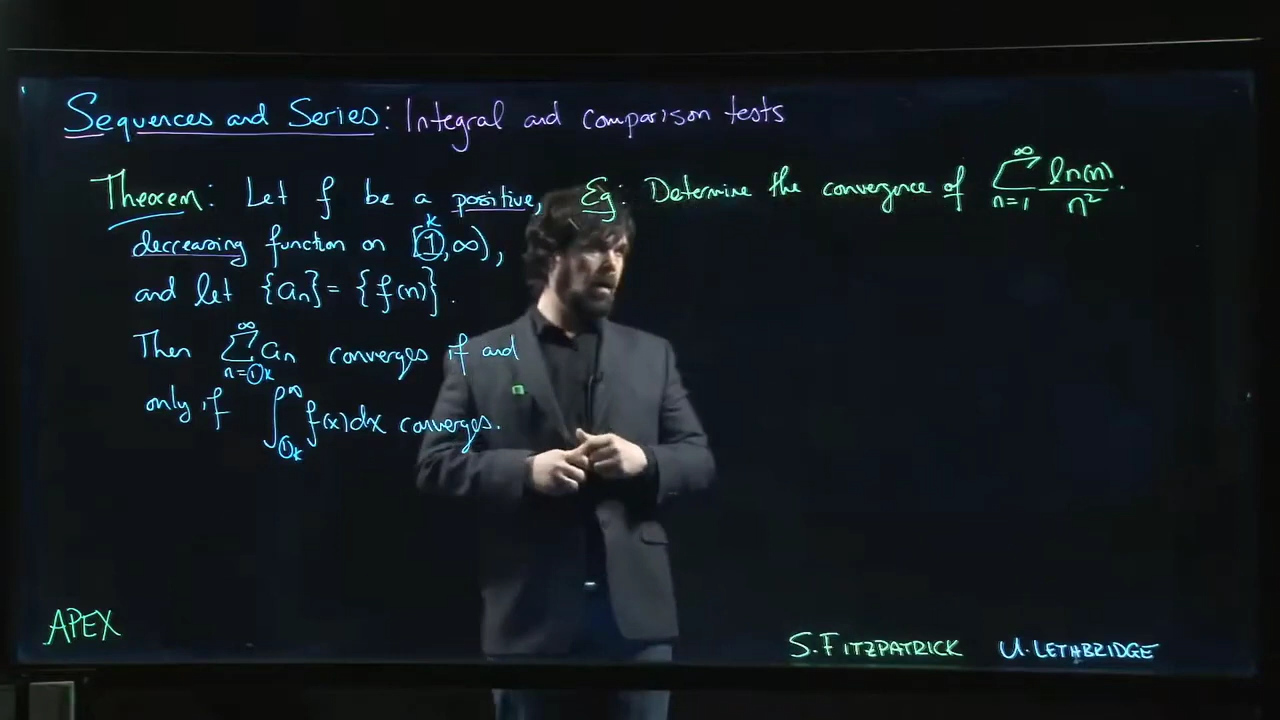 Sequences and Series: Integral and comparison tests
Theorem: Let f be a positive,
decreasing function on [1, ∞),
k
and let {an} = {f(n)}.
Then ∑ n=1 k ∞ an converges if and
only if ∫ 1 k ∞ f(x)dx converges.
Eg: Determine the convergence of ∑ n=1 ∞ ln(n)/n².
APEX
S. FITZPATRICK U. LETHBRIDGE